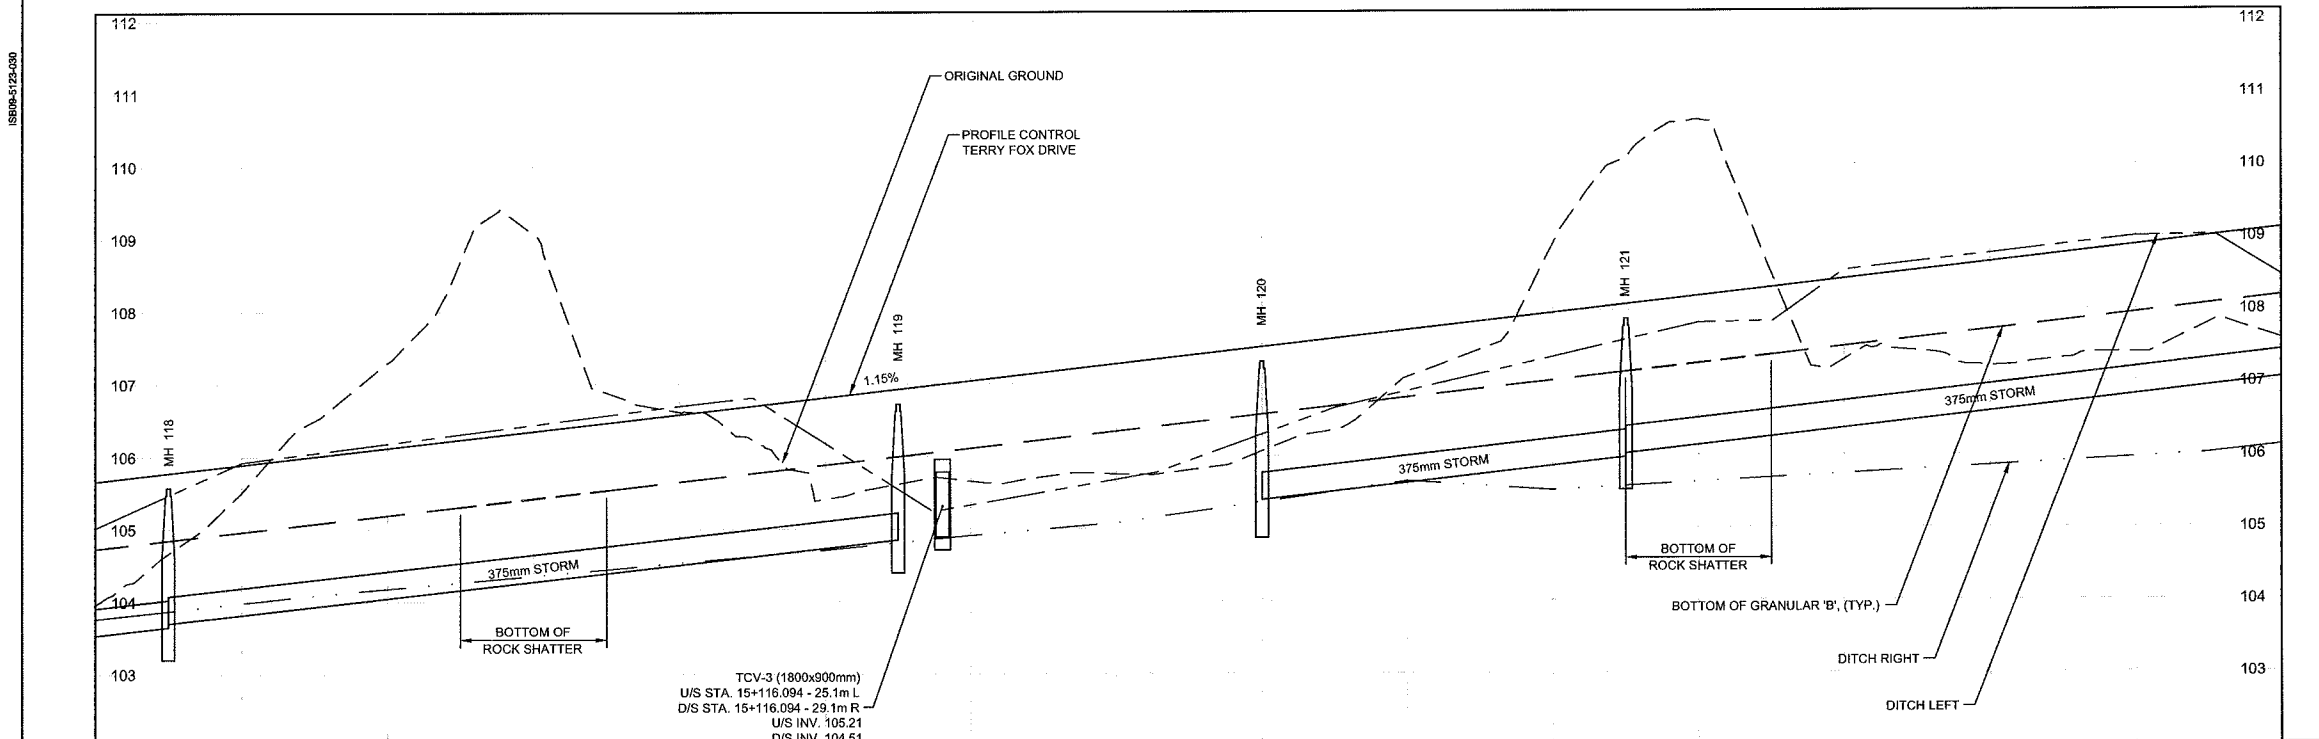 ISB09-5123-030
112
111
110
109
108
107
106
105
104
103
112
111
110
109
108
107
106
105
104
103
ORIGINAL GROUND
PROFILE CONTROL
TERRY FOX DRIVE
1.15%
MH 118
MH 119
MH 120
MH 121
375mm STORM
375mm STORM
375mm STORM
BOTTOM OF
ROCK SHATTER
BOTTOM OF
ROCK SHATTER
BOTTOM OF GRANULAR 'B', (TYP.)
DITCH RIGHT
DITCH LEFT
TCV-3 (1800x900mm)
U/S STA. 15+116.094 - 25.1m L
D/S STA. 15+116.094 - 29.1m R
U/S INV. 105.21
D/S INV. 104.51